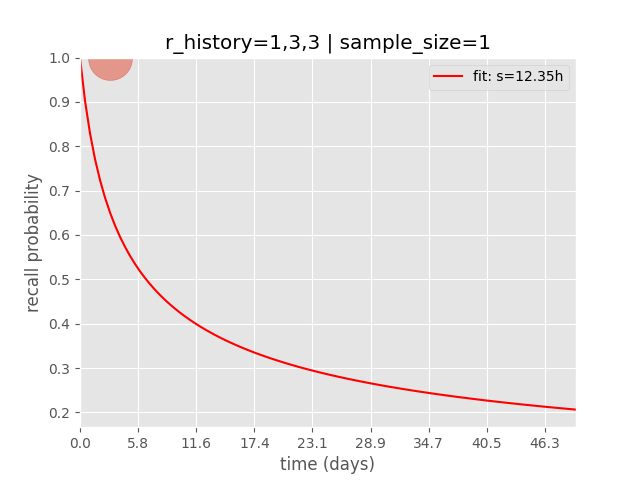 r_history=1,3,3 | sample_size=1
fit: s=12.35h
recall probability
1.0
0.9
0.8
0.7
0.6
0.5
0.4
0.3
0.2
0.0 5.8 11.6 17.4 23.1 28.9 34.7 40.5 46.3
time (days)